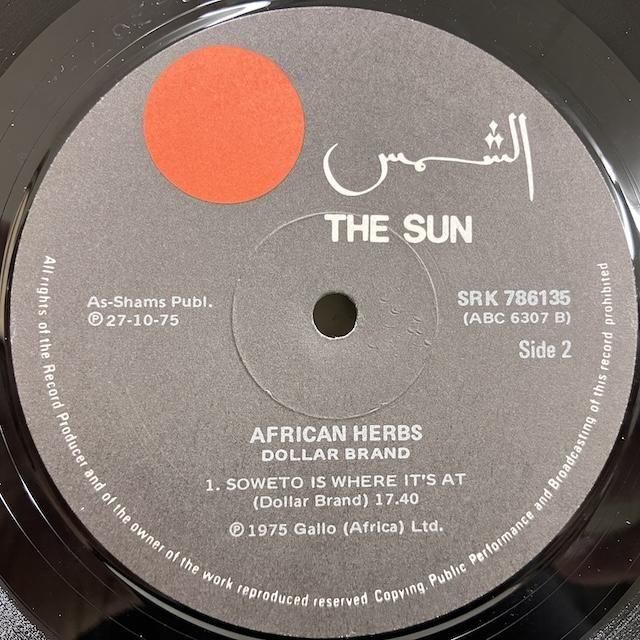 الشمس
THE SUN
As-Shams Publ.
℗27-10-75
SRK 786135
(ABC 6307 B)
Side 2
AFRICAN HERBS
DOLLAR BRAND
1. SOWETO IS WHERE IT'S AT
(Dollar Brand) 17.40
℗1975 Gallo (Africa) Ltd.
All rights of the Record Producer and of the owner of the work reproduced reserved Copying Public Performance and Broadcasting of this record prohibited